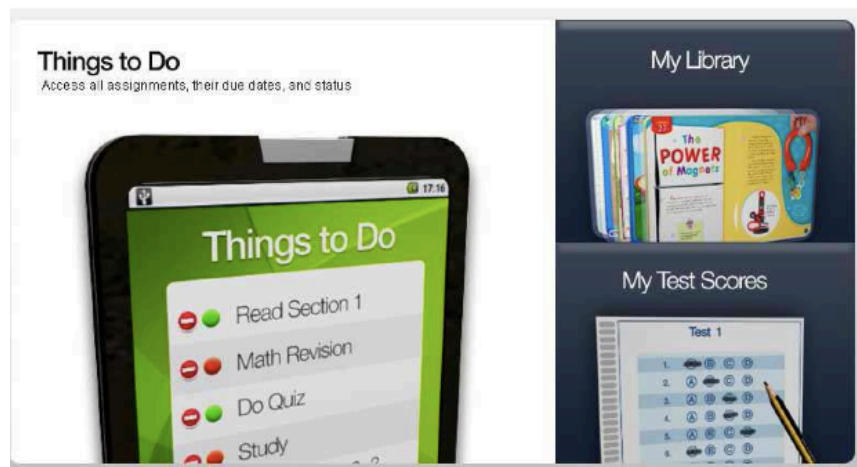 Things to Do
Access all assignments, their due dates, and status
17:16
Things to Do
Read Section 1
Math Revision
Do Quiz
Study
My Library
The
POWER
of Magnets
My Test Scores
Test 1
1. B C D
2. A C D
3. A B D
4. A B D
5. A B C
6. B C D